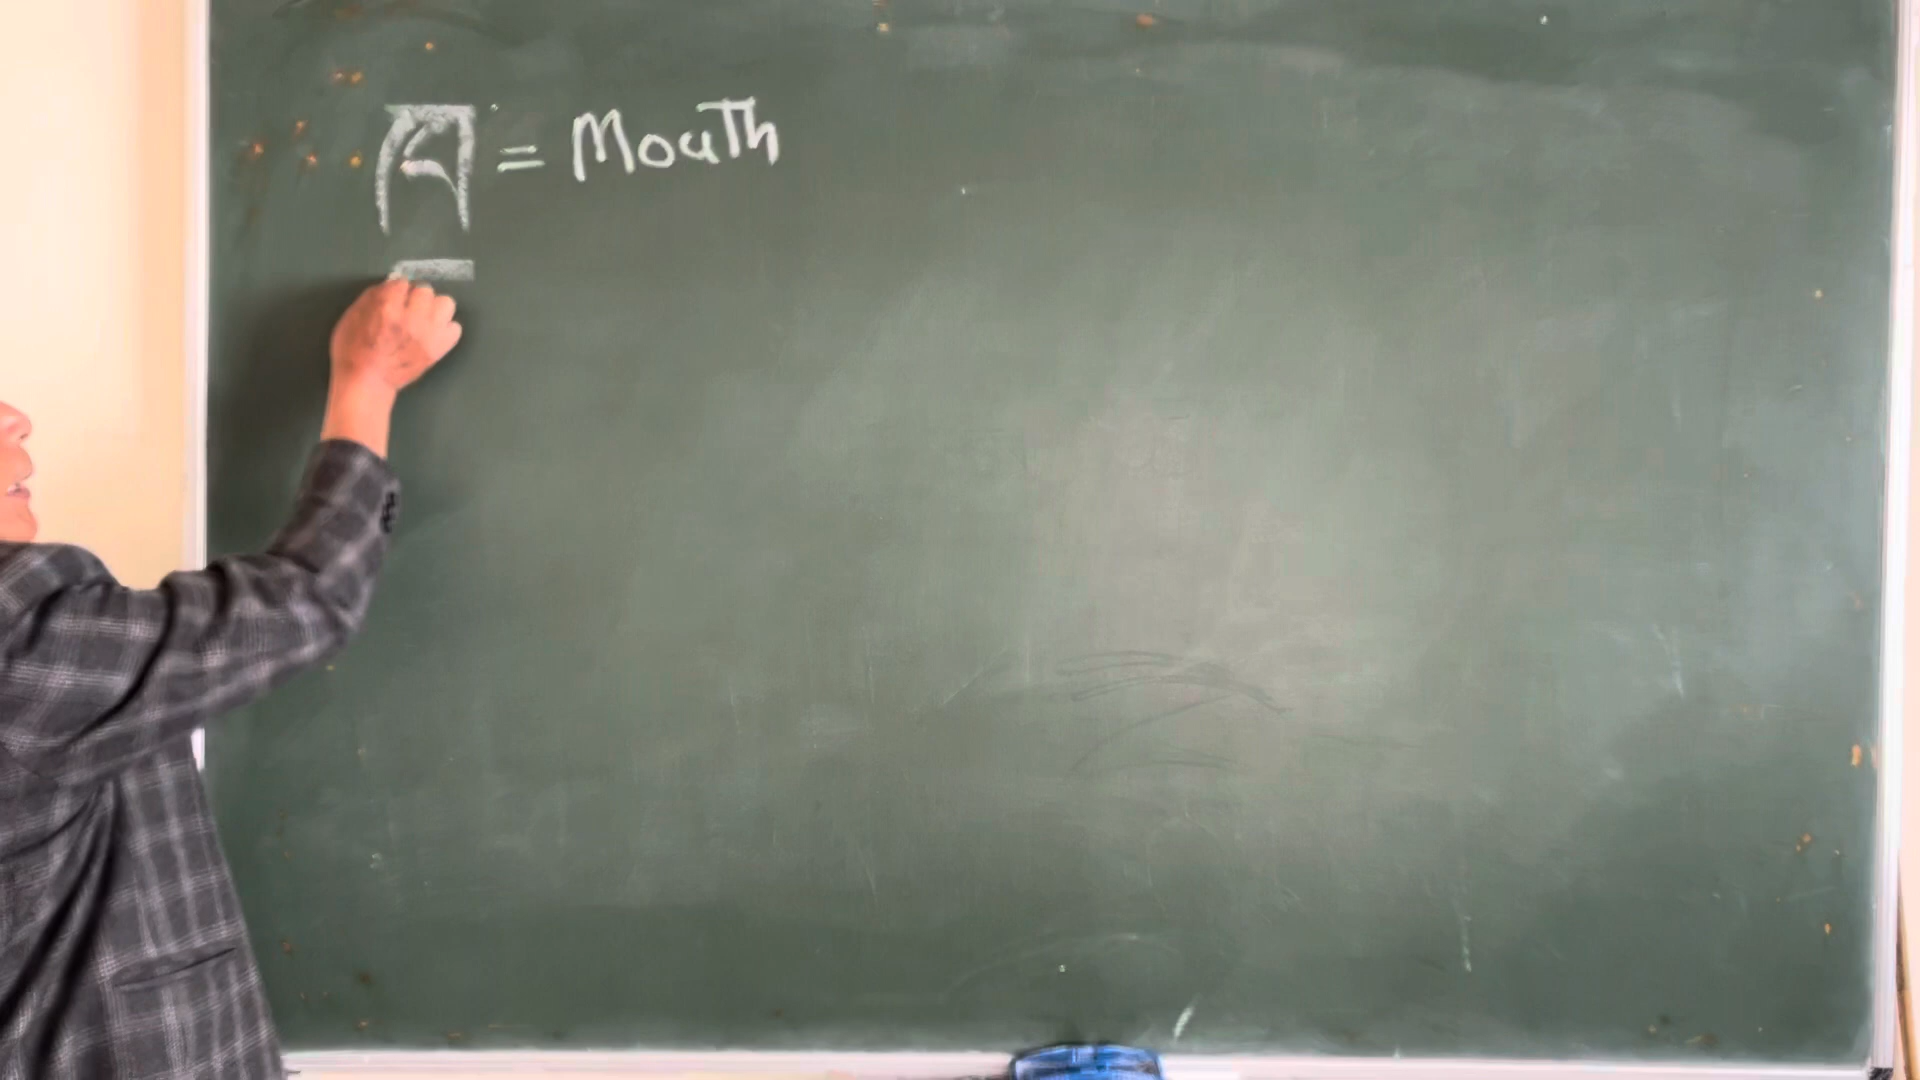 ཁ = Mouth